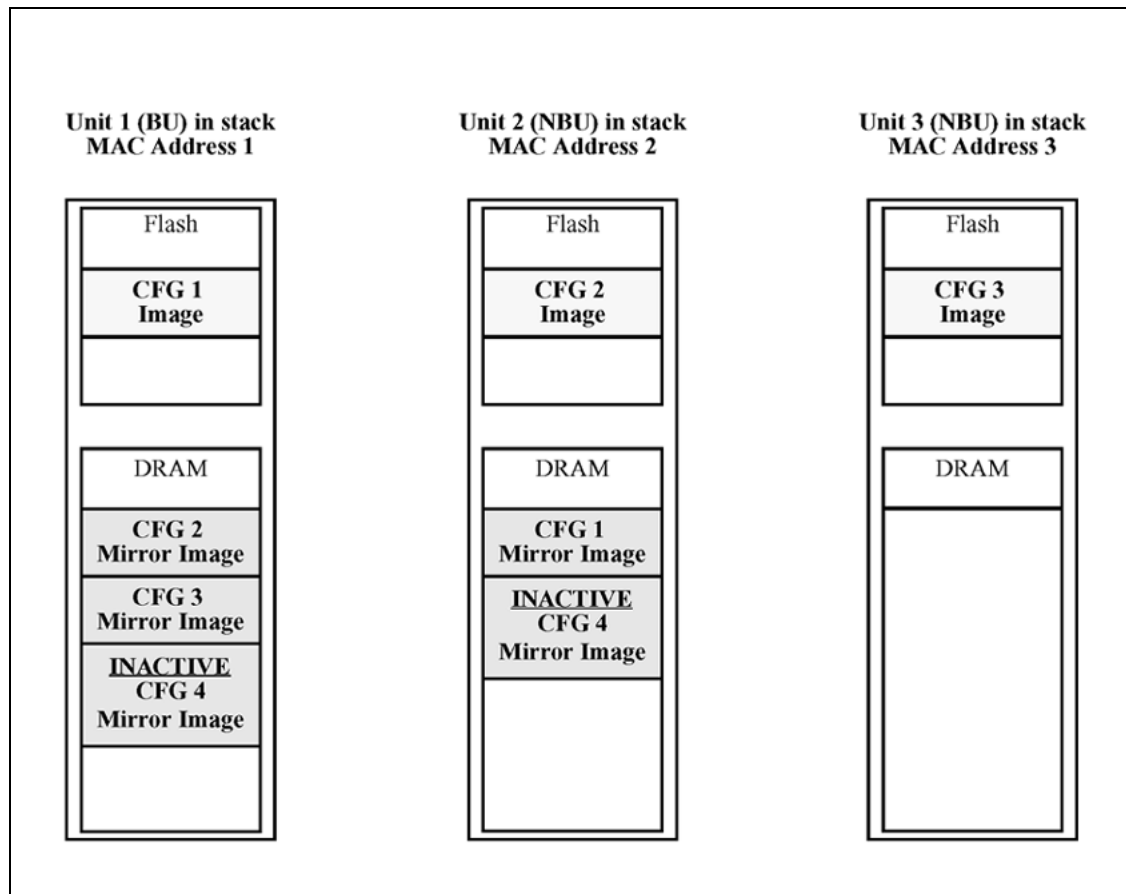 Unit 1 (BU) in stack
MAC Address 1
Flash
CFG 1
Image
DRAM
CFG 2
Mirror Image
CFG 3
Mirror Image
INACTIVE
CFG 4
Mirror Image
Unit 2 (NBU) in stack
MAC Address 2
Flash
CFG 2
Image
DRAM
CFG 1
Mirror Image
INACTIVE
CFG 4
Mirror Image
Unit 3 (NBU) in stack
MAC Address 3
Flash
CFG 3
Image
DRAM